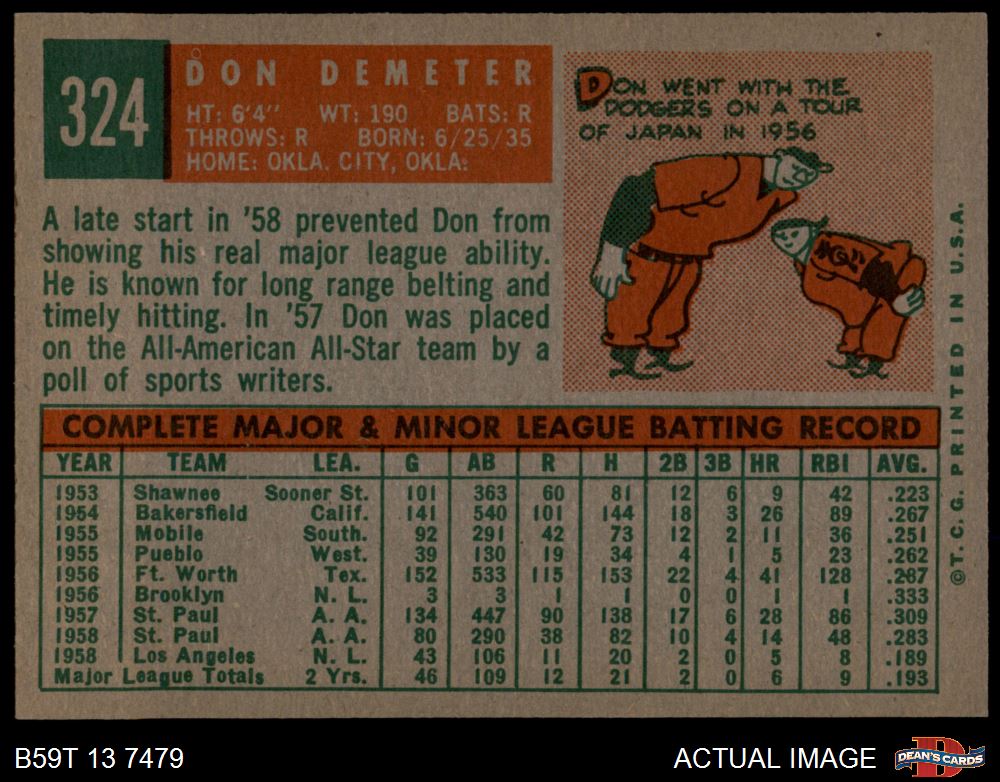 324
DON DEMETER
HT: 6'4" WT: 190 BATS: R
THROWS: R BORN: 6/25/35
HOME: OKLA. CITY, OKLA.
DON WENT WITH THE
DODGERS ON A TOUR
OF JAPAN IN 1956
A late start in '58 prevented Don from
showing his real major league ability.
He is known for long range belting and
timely hitting. In '57 Don was placed
on the All-American All-Star team by a
poll of sports writers.
COMPLETE MAJOR & MINOR LEAGUE BATTING RECORD
YEAR TEAM LEA. G AB R H 2B 3B HR RBI AVG.
1953 Shawnee Sooner St. 101 363 60 81 12 6 9 42 .223
1954 Bakersfield Calif. 141 540 101 144 18 3 26 89 .267
1955 Mobile South. 92 291 42 73 12 2 11 36 .251
1955 Pueblo West. 39 130 19 34 4 1 5 23 .262
1956 Ft. Worth Tex. 152 533 115 153 22 4 41 128 .287
1956 Brooklyn N. L. 3 3 1 1 0 0 1 1 .333
1957 St. Paul A. A. 134 447 90 138 17 6 28 86 .309
1958 St. Paul A. A. 80 290 38 82 10 4 14 48 .283
1958 Los Angeles N. L. 43 106 11 20 2 0 5 8 .189
Major League Totals 2 Yrs. 46 109 12 21 2 0 6 9 .193
© T. C. G. PRINTED IN U.S.A.
B59T 13 7479
ACTUAL IMAGE
D
DEAN'S CARDS